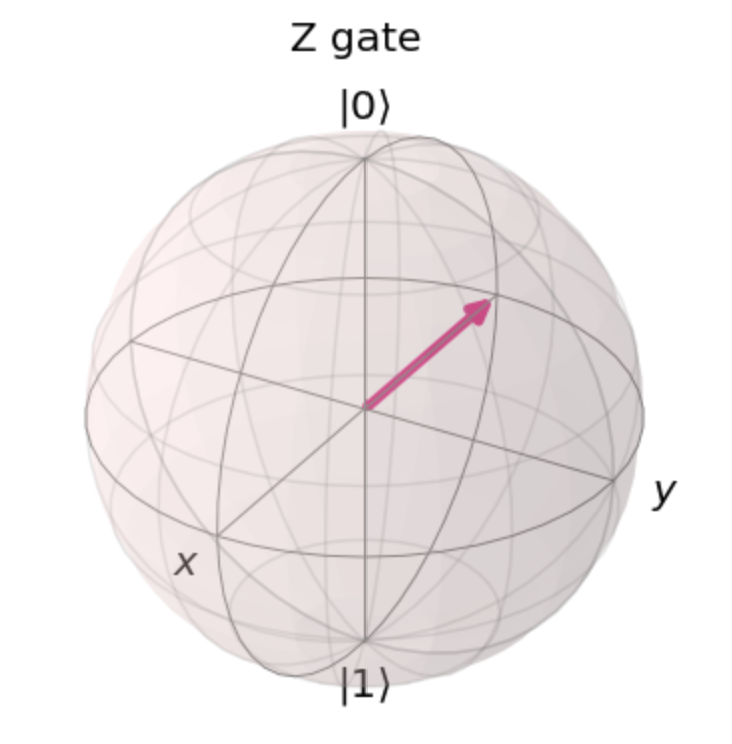 Z gate
|0⟩
y
x
|1⟩